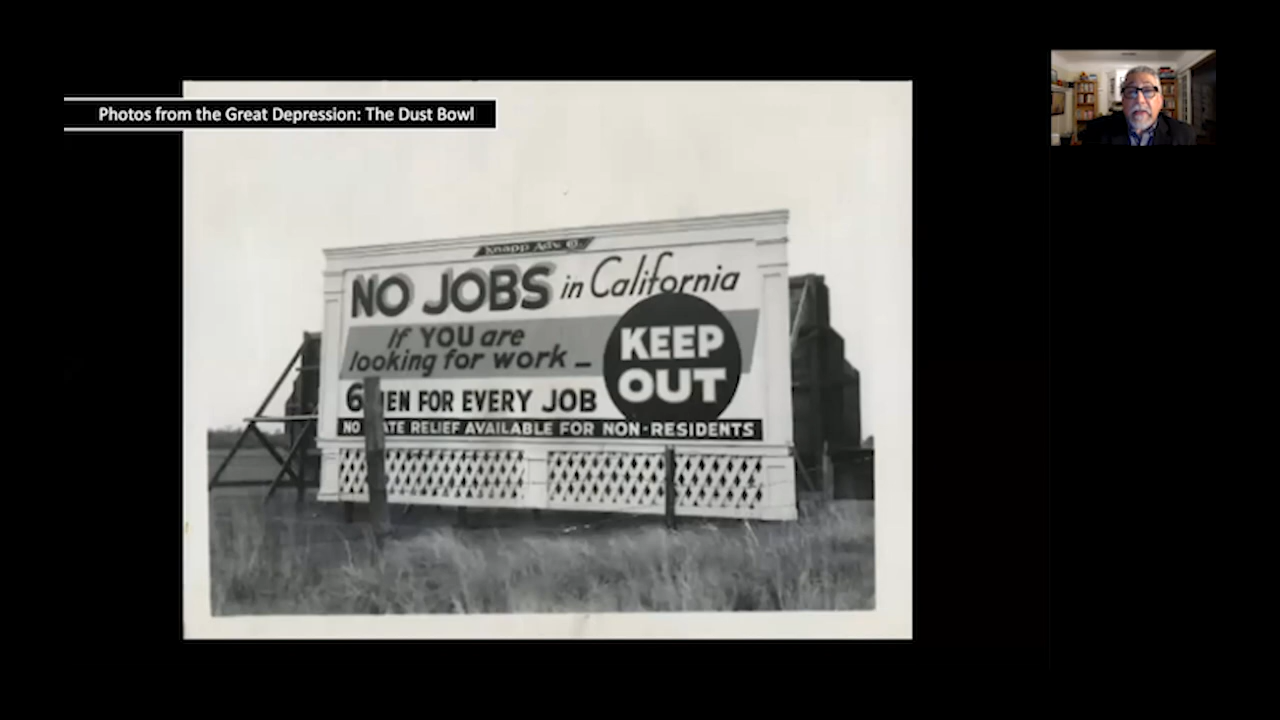 Photos from the Great Depression: The Dust Bowl
Knapp Adv. Co.
NO JOBS in California
If YOU are
looking for work –
KEEP
OUT
6 MEN FOR EVERY JOB
NO STATE RELIEF AVAILABLE FOR NON-RESIDENTS